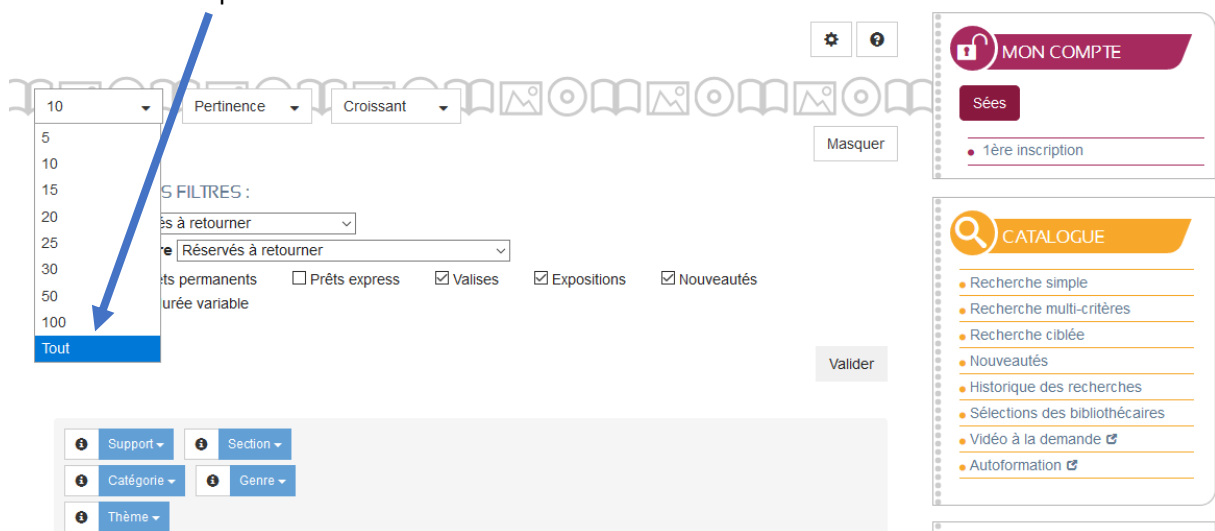 10 Pertinence Croissant
Masquer
5
10
15
20
25
30
50
100
Tout
S FILTRES :
és à retourner
re Réservés à retourner
ts permanents Prêts express Valises Expositions Nouveautés
urée variable
Valider
Support Section
Catégorie Genre
Thème
MON COMPTE
Sées
1ère inscription
CATALOGUE
Recherche simple
Recherche multi-critères
Recherche ciblée
Nouveautés
Historique des recherches
Sélections des bibliothécaires
Vidéo à la demande
Autoformation